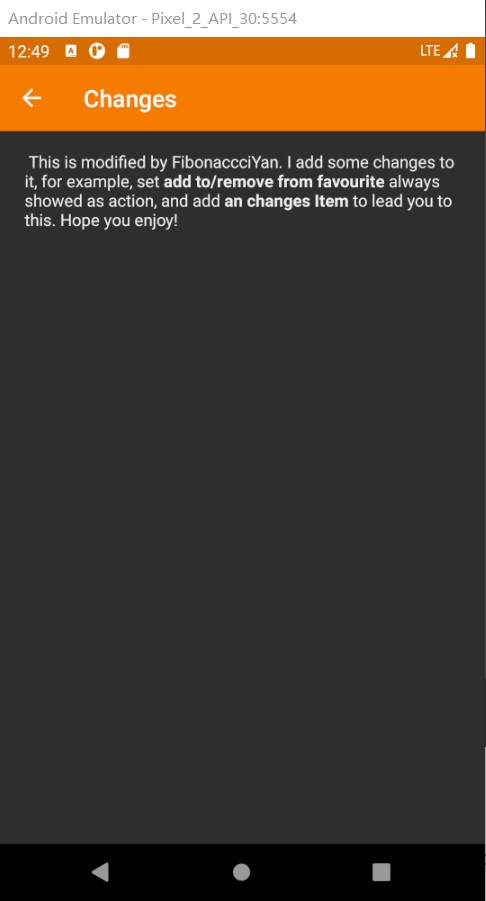 Android Emulator - Pixel_2_API_30:5554
12:49 A LTE
Changes
This is modified by FibonaccciYan. I add some changes to
it, for example, set add to/remove from favourite always
showed as action, and add an changes Item to lead you to
this. Hope you enjoy!